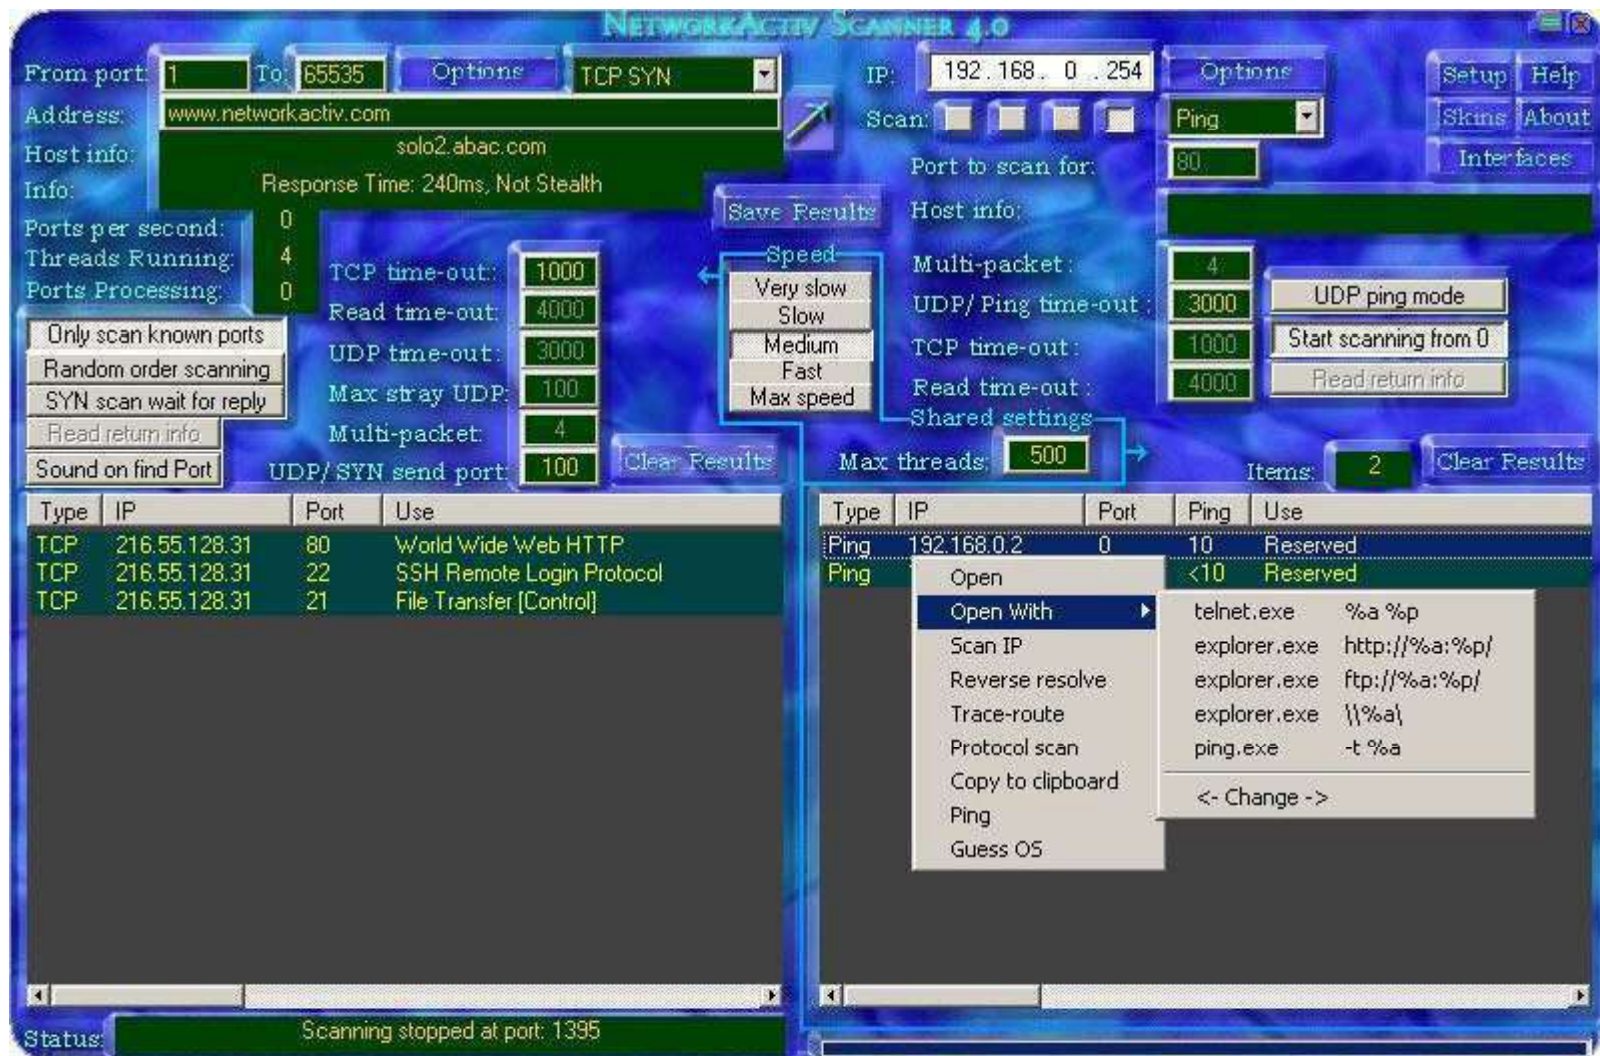 NetworkActiv Scanner 4.0
From port: 1 To: 65535 Options TCP SYN
Address: www.networkactiv.com
Host info: solo2.abac.com
Info: Response Time: 240ms, Not Stealth
Ports per second: 0
Threads Running: 4
Ports Processing: 0
Only scan known ports
Random order scanning
SYN scan wait for reply
Read return info
Sound on find Port
TCP time-out: 1000
Read time-out: 4000
UDP time-out: 3000
Max stray UDP: 100
Multi-packet: 4
UDP/SYN send port: 100
Clear Results
Save Results
Speed
Very slow
Slow
Medium
Fast
Max speed
IP: 192.168. 0 .254 Options
Scan: Ping
Port to scan for: 80
Host info:
Setup Help
Skins About
Interfaces
Multi-packet: 4
UDP/Ping time-out: 3000
TCP time-out: 1000
Read time-out: 4000
UDP ping mode
Start scanning from 0
Read return info
Shared settings
Max threads: 500
Items: 2 Clear Results
Type IP Port Use
TCP 216.55.128.31 80 World Wide Web HTTP
TCP 216.55.128.31 22 SSH Remote Login Protocol
TCP 216.55.128.31 21 File Transfer [Control]
Type IP Port Ping Use
Ping 192.168.0.2 0 10 Reserved
Ping <10 Reserved
Open
Open With
Scan IP
Reverse resolve
Trace-route
Protocol scan
Copy to clipboard
Ping
Guess OS
telnet.exe %a %p
explorer.exe http://%a:%p/
explorer.exe ftp://%a:%p/
explorer.exe \\%a\
ping.exe -t %a
<- Change ->
Status: Scanning stopped at port: 1395